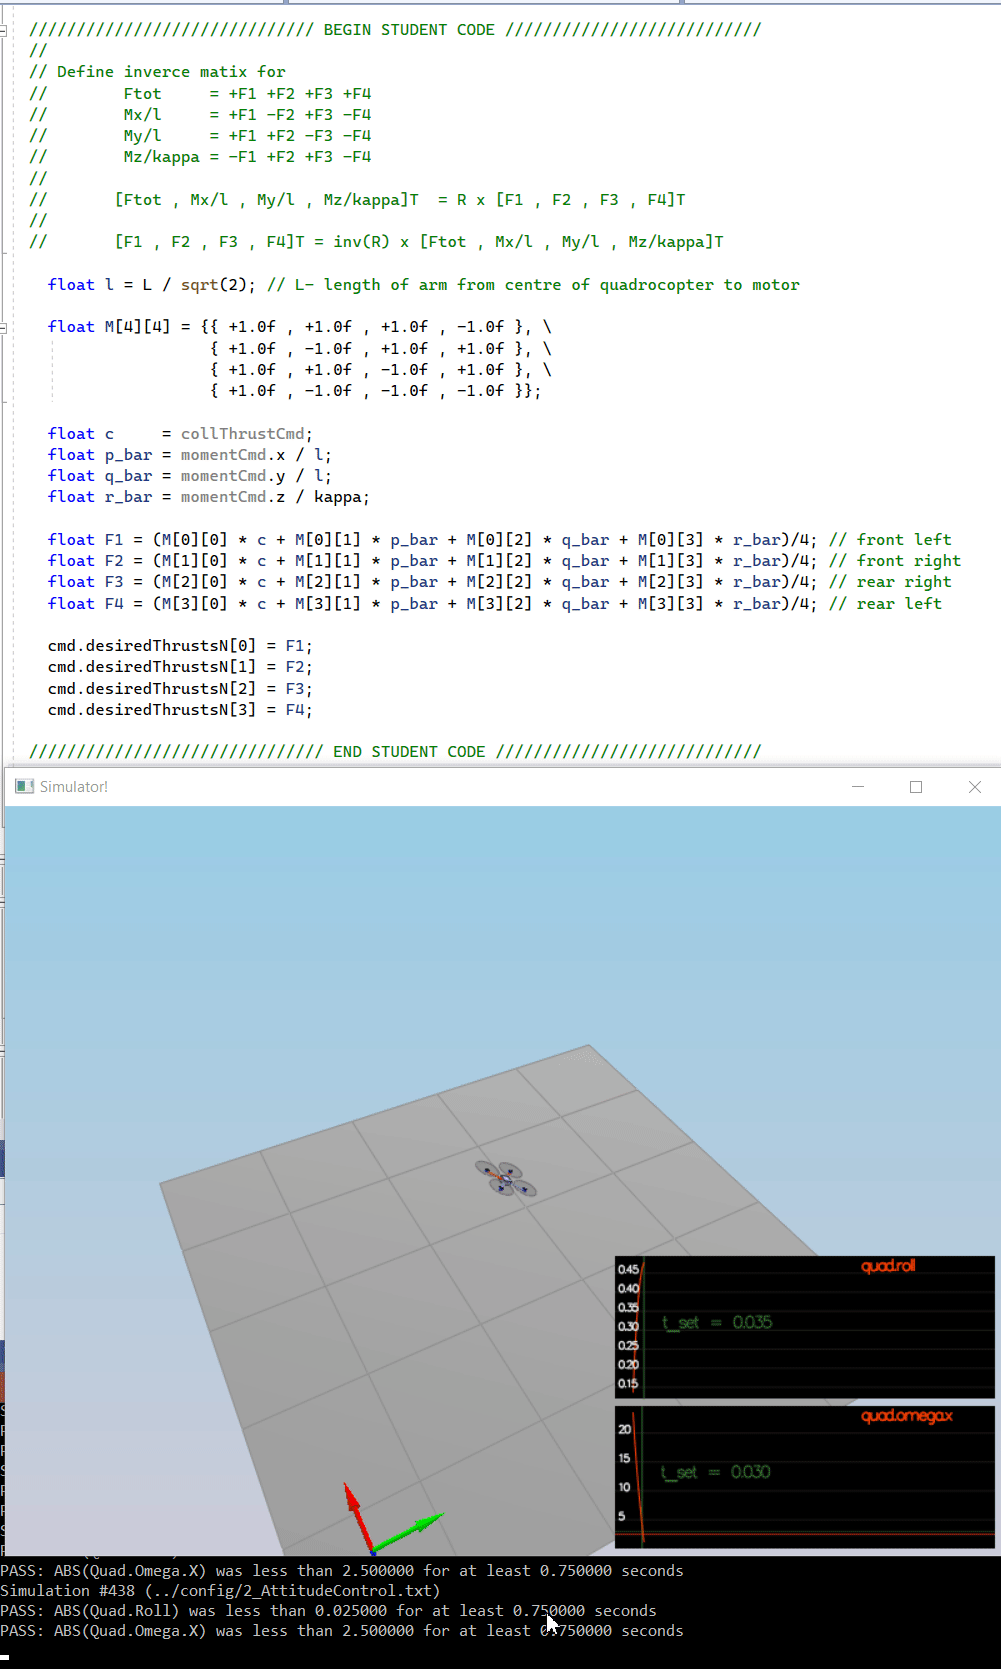 ////////////////////////////// BEGIN STUDENT CODE ///////////////////////////
//
// Define inverce matix for
//        Ftot     = +F1 +F2 +F3 +F4
//        Mx/l     = +F1 -F2 +F3 -F4
//        My/l     = +F1 +F2 -F3 -F4
//        Mz/kappa = -F1 +F2 +F3 -F4
//
//       [Ftot , Mx/l , My/l , Mz/kappa]T  = R x [F1 , F2 , F3 , F4]T
//
//       [F1 , F2 , F3 , F4]T = inv(R) x [Ftot , Mx/l , My/l , Mz/kappa]T
float l = L / sqrt(2); // L- length of arm from centre of quadrocopter to motor
float M[4][4] = {{ +1.0f , +1.0f , +1.0f , -1.0f }, \
{ +1.0f , -1.0f , +1.0f , +1.0f }, \
{ +1.0f , +1.0f , -1.0f , +1.0f }, \
{ +1.0f , -1.0f , -1.0f , -1.0f }};
float c     = collThrustCmd;
float p_bar = momentCmd.x / l;
float q_bar = momentCmd.y / l;
float r_bar = momentCmd.z / kappa;
float F1 = (M[0][0] * c + M[0][1] * p_bar + M[0][2] * q_bar + M[0][3] * r_bar)/4; // front left
float F2 = (M[1][0] * c + M[1][1] * p_bar + M[1][2] * q_bar + M[1][3] * r_bar)/4; // front right
float F3 = (M[2][0] * c + M[2][1] * p_bar + M[2][2] * q_bar + M[2][3] * r_bar)/4; // rear right
float F4 = (M[3][0] * c + M[3][1] * p_bar + M[3][2] * q_bar + M[3][3] * r_bar)/4; // rear left
cmd.desiredThrustsN[0] = F1;
cmd.desiredThrustsN[1] = F2;
cmd.desiredThrustsN[2] = F3;
cmd.desiredThrustsN[3] = F4;
/////////////////////////////// END STUDENT CODE ////////////////////////////
Simulator!
quad.roll
0.45
0.40
0.35
0.30
0.25
0.20
0.15
t_set = 0.035
quad.omega.x
20
15
10
5
t_set = 0.030
PASS: ABS(Quad.Omega.X) was less than 2.500000 for at least 0.750000 seconds
Simulation #438 (../config/2_AttitudeControl.txt)
PASS: ABS(Quad.Roll) was less than 0.025000 for at least 0.750000 seconds
PASS: ABS(Quad.Omega.X) was less than 2.500000 for at least 0.750000 seconds